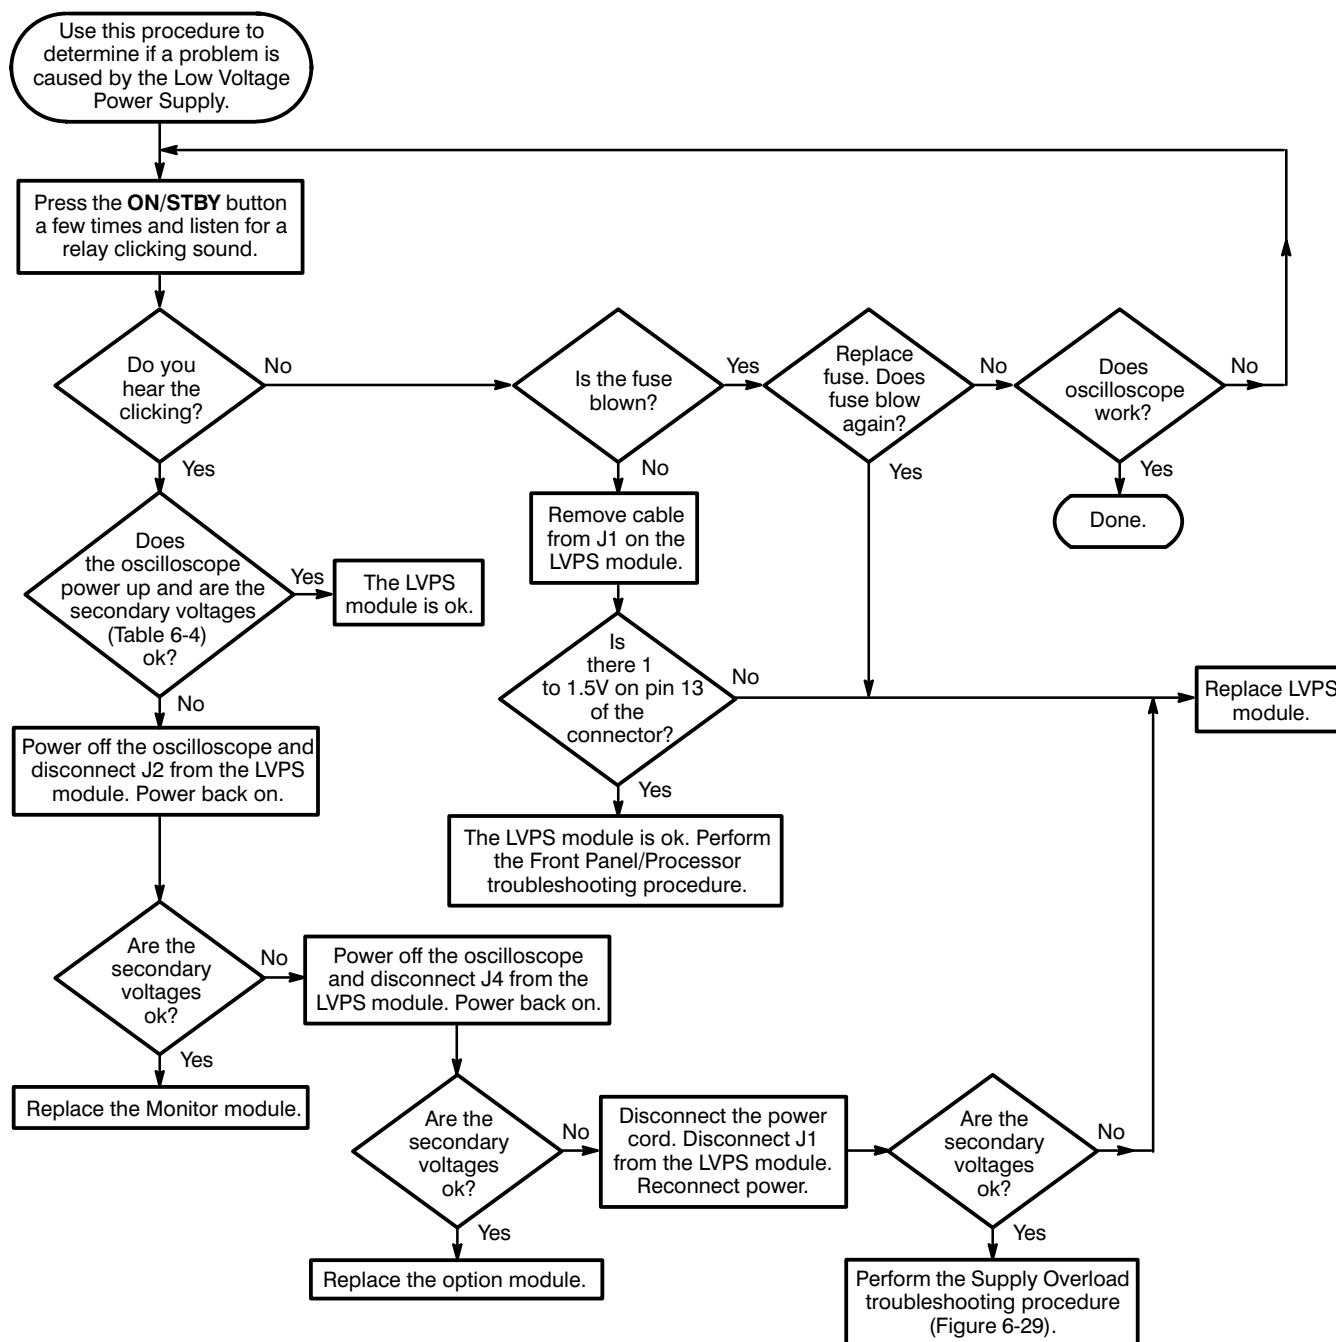 Use this procedure to
determine if a problem is
caused by the Low Voltage
Power Supply.
Press the ON/STBY button
a few times and listen for a
relay clicking sound.
Do you
hear the
clicking?
No
Yes
Is the fuse
blown?
Yes
No
Replace
fuse. Does
fuse blow
again?
No
Yes
Does
oscilloscope
work?
No
Yes
Done.
Does
the oscilloscope
power up and are the
secondary voltages
(Table 6-4)
ok?
Yes
No
The LVPS
module is ok.
Remove cable
from J1 on the
LVPS module.
Is
there 1
to 1.5V on pin 13
of the
connector?
No
Yes
Replace LVPS
module.
Power off the oscilloscope and
disconnect J2 from the LVPS
module. Power back on.
The LVPS module is ok. Perform
the Front Panel/Processor
troubleshooting procedure.
Are the
secondary
voltages
ok?
No
Yes
Power off the oscilloscope
and disconnect J4 from the
LVPS module. Power back on.
Replace the Monitor module.
Are the
secondary
voltages
ok?
No
Yes
Disconnect the power
cord. Disconnect J1
from the LVPS module.
Reconnect power.
Are the
secondary
voltages
ok?
No
Yes
Replace the option module.
Perform the Supply Overload
troubleshooting procedure
(Figure 6-29).